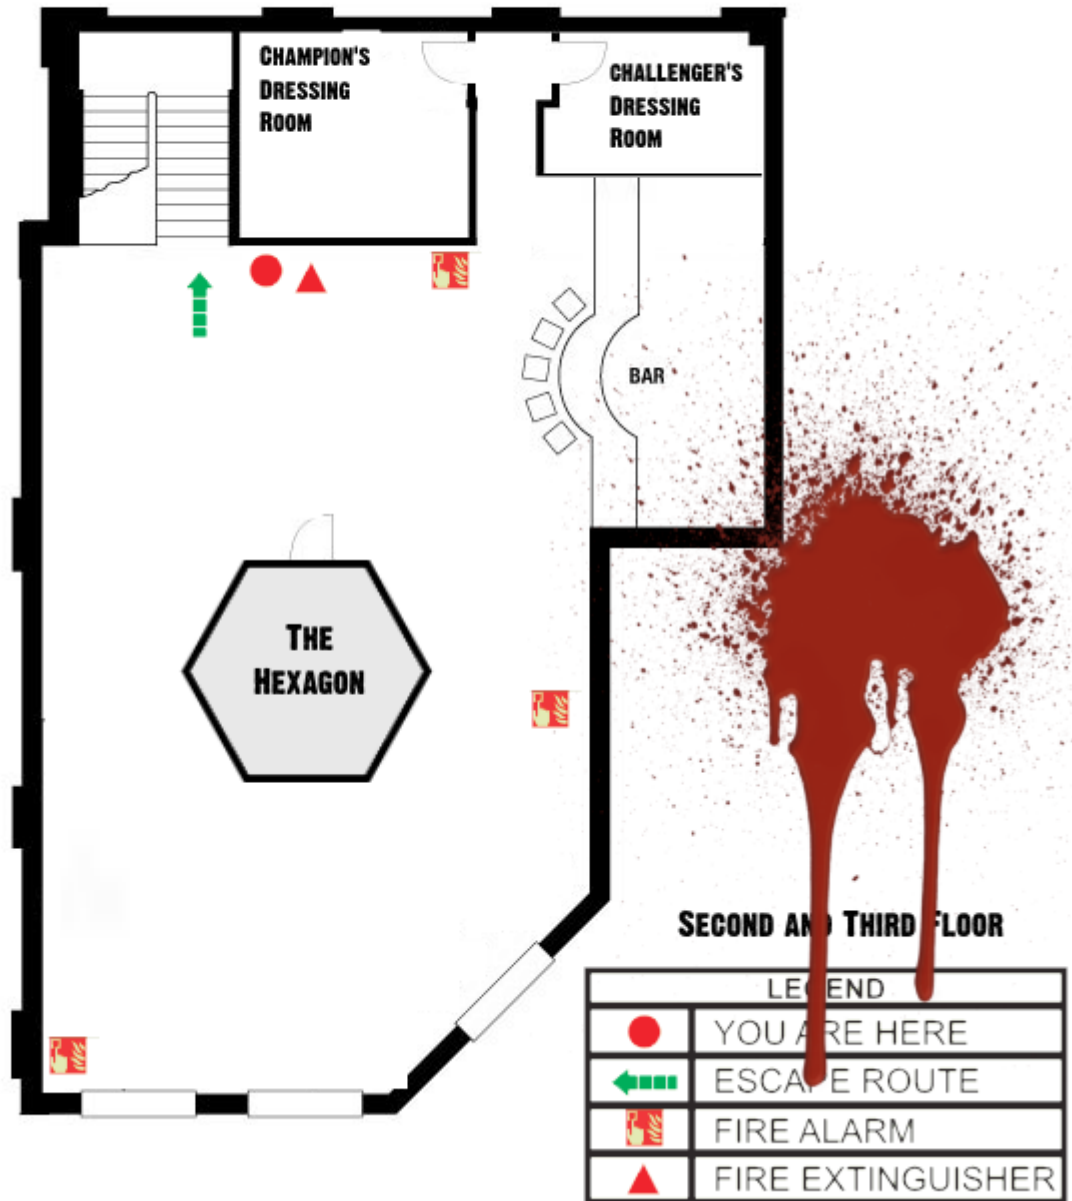 CHAMPION'S
DRESSING
ROOM
CHALLENGER'S
DRESSING
ROOM
BAR
THE
HEXAGON
SECOND AND THIRD FLOOR
LEGEND
YOU ARE HERE
ESCAPE ROUTE
FIRE ALARM
FIRE EXTINGUISHER